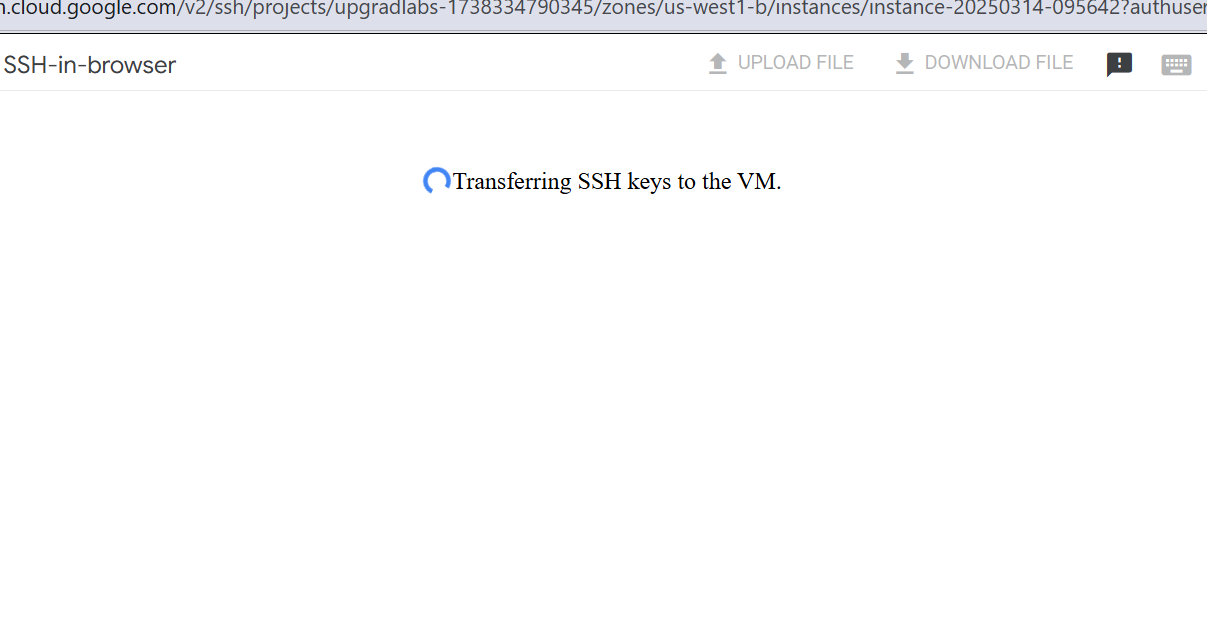 n.cloud.google.com/v2/ssh/projects/upgradlabs-1738334790345/zones/us-west1-b/instances/instance-20250314-095642?authuser
SSH-in-browser UPLOAD FILE DOWNLOAD FILE
Transferring SSH keys to the VM.